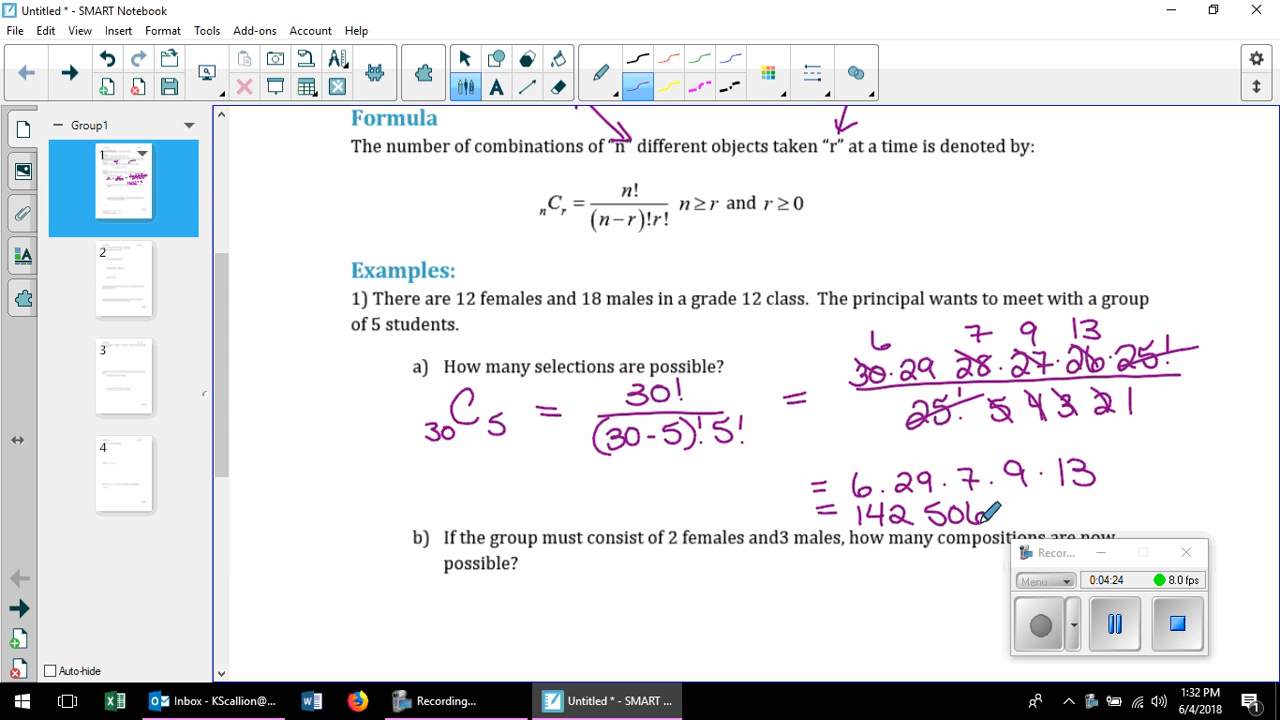 Untitled * - SMART Notebook
File Edit View Insert Format Tools Add-ons Account Help
Group1
1
2
3
4
Auto-hide
Formula
The number of combinations of "n" different objects taken "r" at a time is denoted by:
nCr = n! / (n−r)!r! n ≥ r and r ≥ 0
Examples:
1) There are 12 females and 18 males in a grade 12 class. The principal wants to meet with a group
of 5 students.
a) How many selections are possible?
6 7 9 13
30C5 = 30! / (30-5)! 5! = 30·29·28·27·26·25! / 25! 5 4 3 2 1
= 6·29·7·9·13
= 142 506
b) If the group must consist of 2 females and3 males, how many compositions are now
possible?
Recor...
Menu 0:04:24 8.0 fps
Inbox - KScallion@... Recording... Untitled * - SMART ... 1:32 PM
6/4/2018